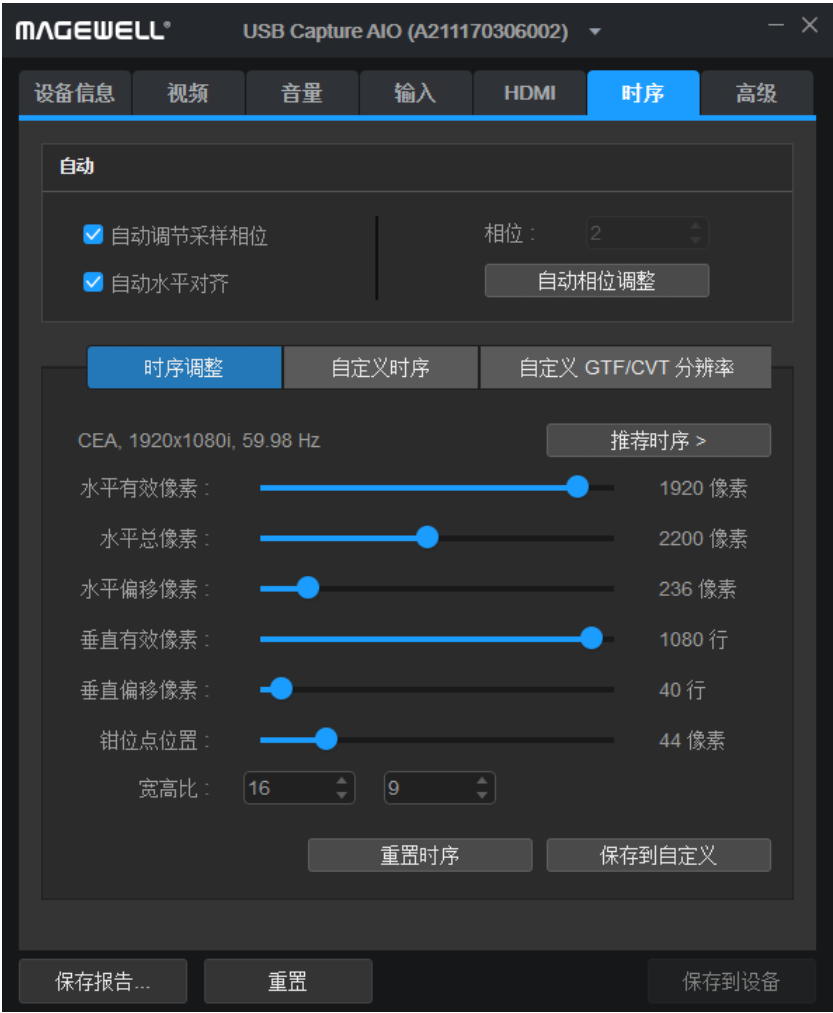 MAGEWELL®
USB Capture AIO (A211170306002)
设备信息 视频 音量 输入 HDMI 时序 高级
自动
自动调节采样相位 相位 : 2
自动水平对齐 自动相位调整
时序调整 自定义时序 自定义 GTF/CVT 分辨率
CEA, 1920x1080i, 59.98 Hz 推荐时序 >
水平有效像素 : 1920 像素
水平总像素 : 2200 像素
水平偏移像素 : 236 像素
垂直有效像素 : 1080 行
垂直偏移像素 : 40 行
钳位点位置 : 44 像素
宽高比 : 16 9
重置时序 保存到自定义
保存报告... 重置 保存到设备